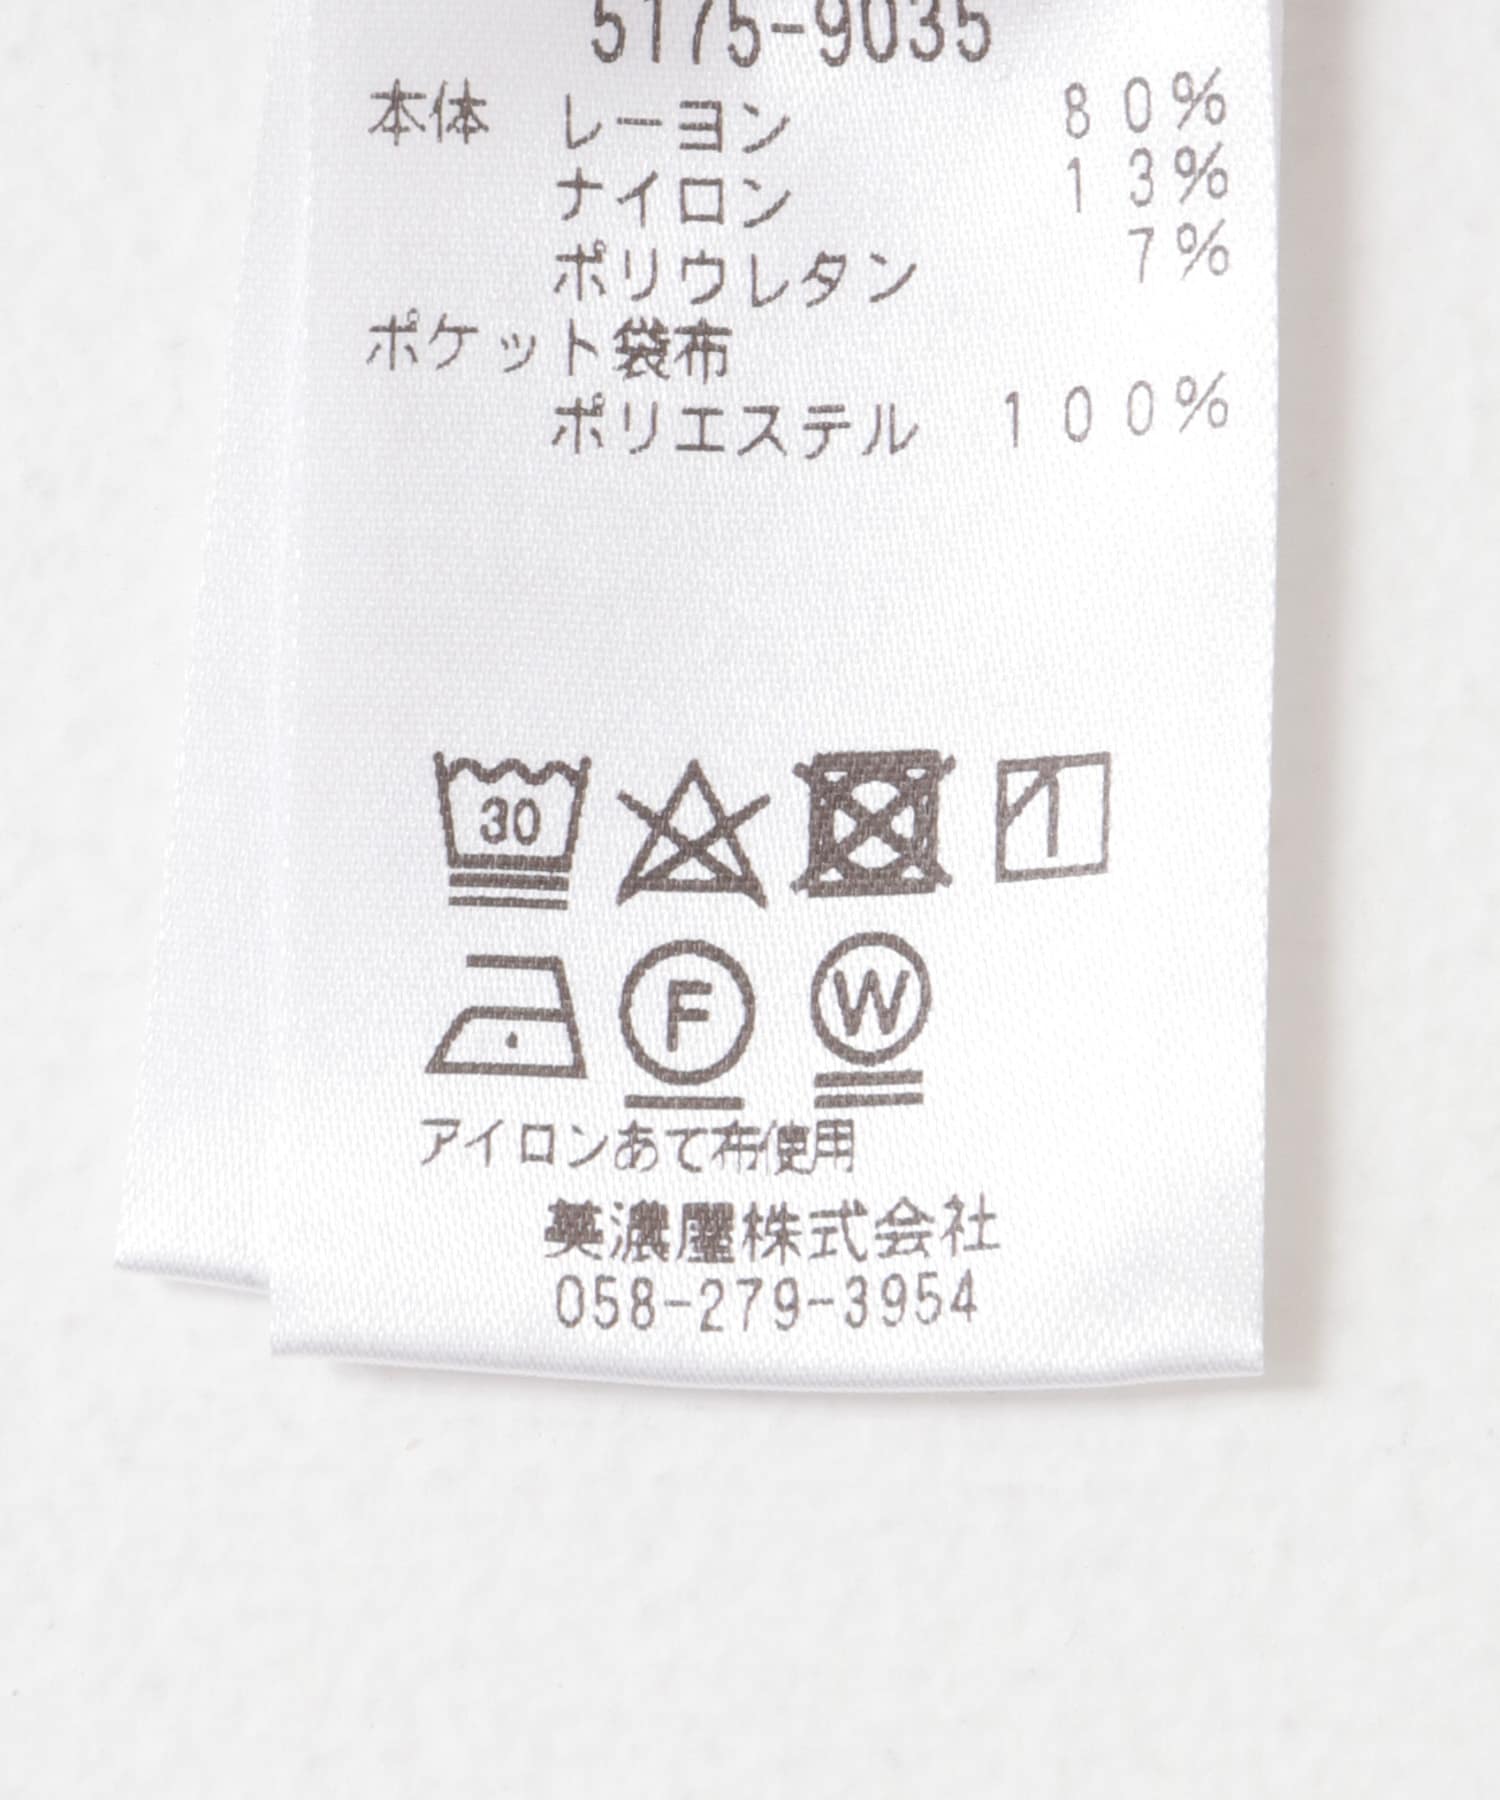 5175-9035
本体 レーヨン 80%
ナイロン 13%
ポリウレタン 7%
ポケット袋布
ポリエステル 100%
30
F W
アイロンあて布使用
美濃屋株式会社
058-279-3954